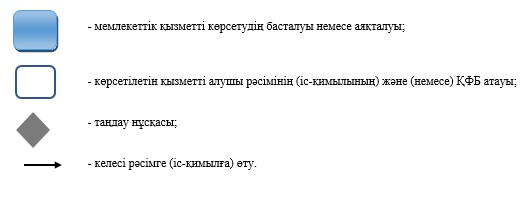 - мемлекеттік қызметті көрсетудің басталуы немесе аяқталуы;
- көрсетілетін қызметті алушы рәсімінің (іс-қимылының) және (немесе) ҚФБ атауы;
- таңдау нұсқасы;
- келесі рәсімге (іс-қимылға) өту.